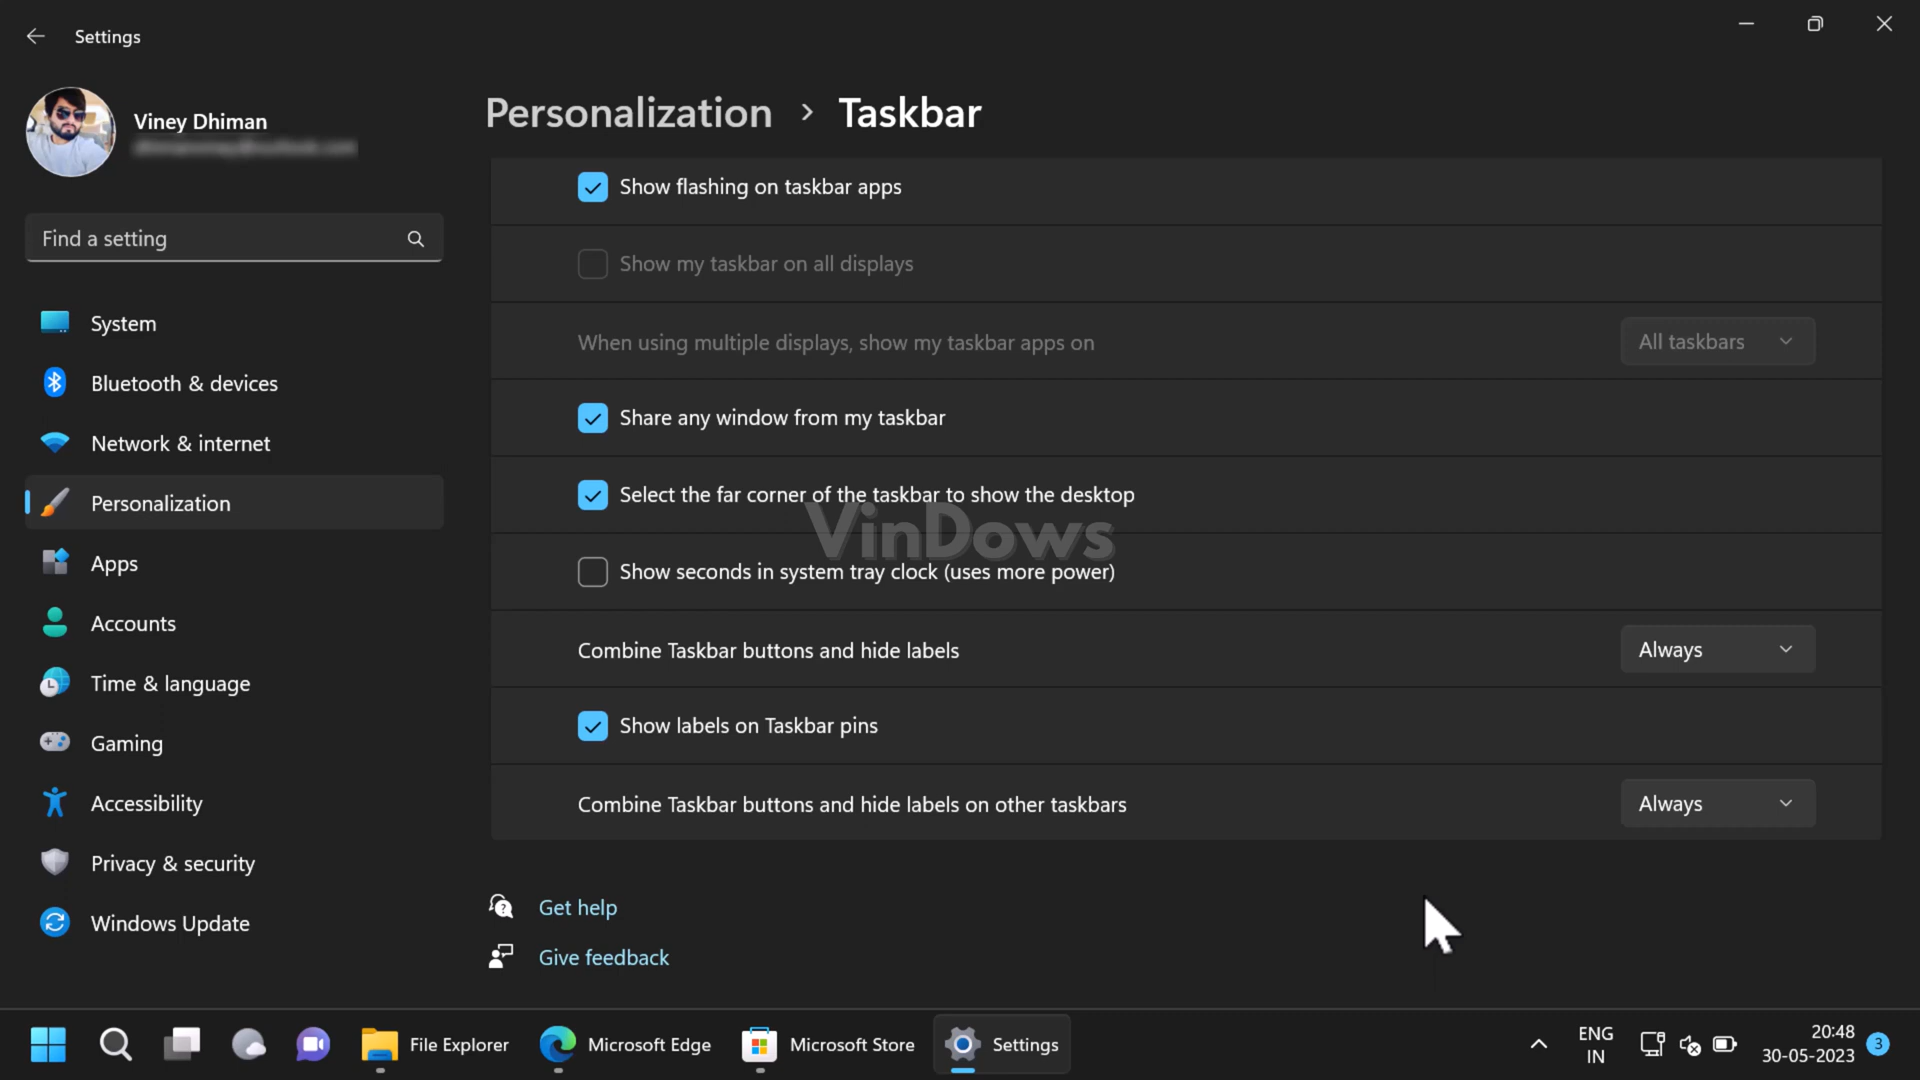 Settings
Viney Dhiman
Find a setting
System
Bluetooth & devices
Network & internet
Personalization
Apps
Accounts
Time & language
Gaming
Accessibility
Privacy & security
Windows Update
Personalization > Taskbar
Show flashing on taskbar apps
Show my taskbar on all displays
When using multiple displays, show my taskbar apps on
All taskbars
Share any window from my taskbar
Select the far corner of the taskbar to show the desktop
VinDows
Show seconds in system tray clock (uses more power)
Combine Taskbar buttons and hide labels
Always
Show labels on Taskbar pins
Combine Taskbar buttons and hide labels on other taskbars
Always
Get help
Give feedback
File Explorer
Microsoft Edge
Microsoft Store
Settings
ENG
IN
20:48
30-05-2023
3